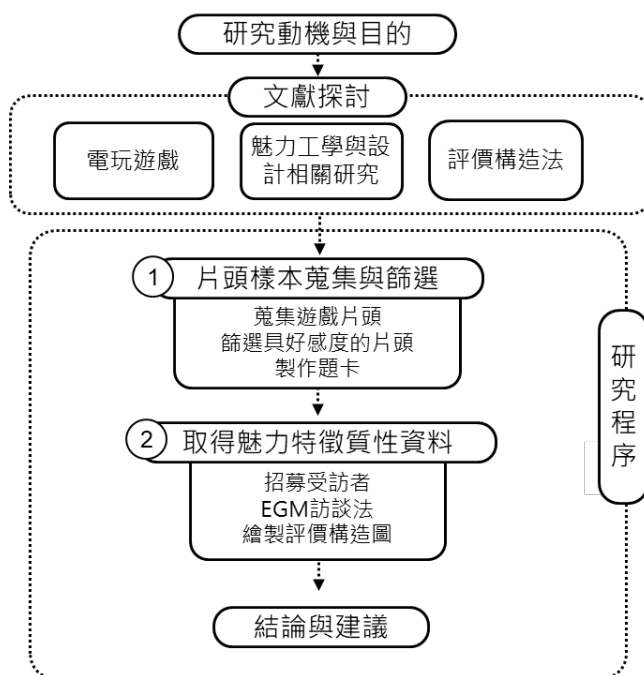 研究動機與目的
文獻探討
電玩遊戲
魅力工學與設
計相關研究
評價構造法
1 片頭樣本蒐集與篩選
蒐集遊戲片頭
篩選具好感度的片頭
製作題卡
2 取得魅力特徵質性資料
招募受訪者
EGM訪談法
繪製評價構造圖
結論與建議
研究程序